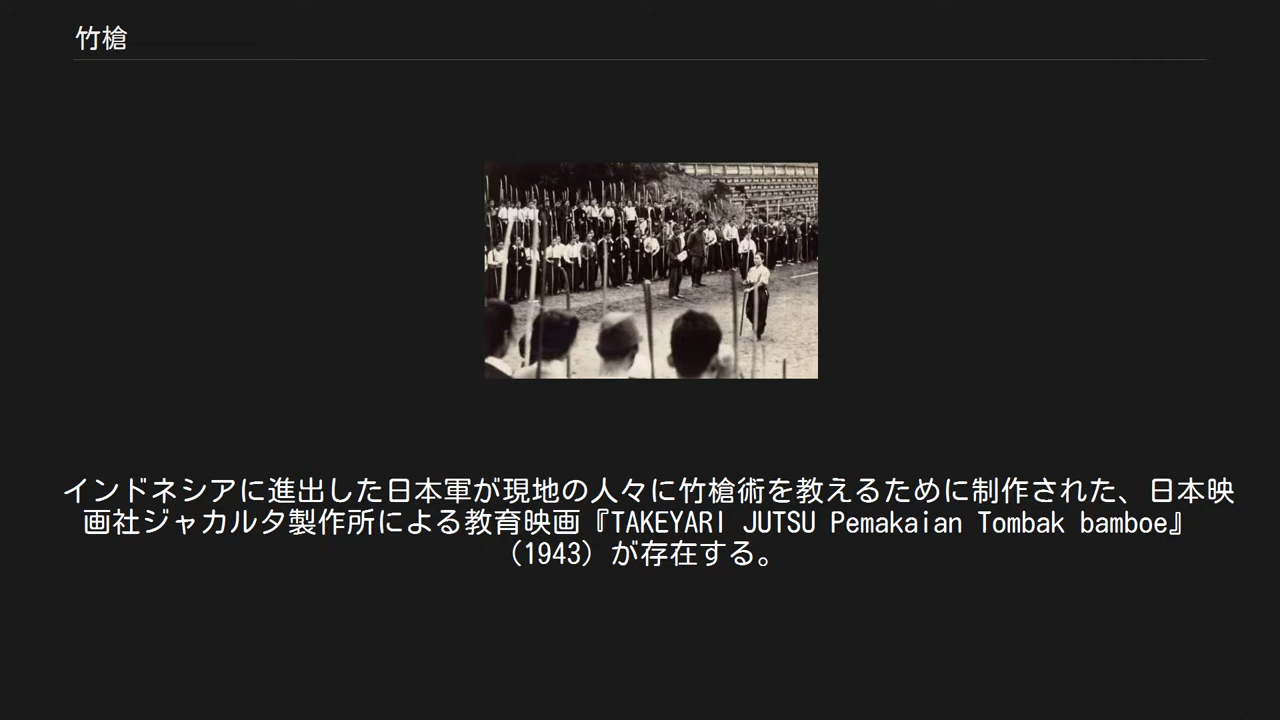 竹槍
インドネシアに進出した日本軍が現地の人々に竹槍術を教えるために制作された、日本映
画社ジャカルタ製作所による教育映画『TAKEYARI JUTSU Pemakaian Tombak bamboe』
（1943）が存在する。